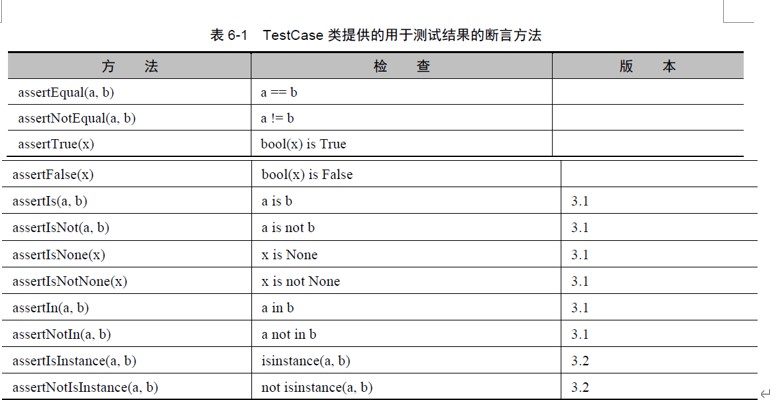 表 6-1 TestCase 类提供的用于测试结果的断言方法
方 法 检 查 版 本
assertEqual(a, b) a == b
assertNotEqual(a, b) a != b
assertTrue(x) bool(x) is True
assertFalse(x) bool(x) is False
assertIs(a, b) a is b 3.1
assertIsNot(a, b) a is not b 3.1
assertIsNone(x) x is None 3.1
assertIsNotNone(x) x is not None 3.1
assertIn(a, b) a in b 3.1
assertNotIn(a, b) a not in b 3.1
assertIsInstance(a, b) isinstance(a, b) 3.2
assertNotIsInstance(a, b) not isinstance(a, b) 3.2